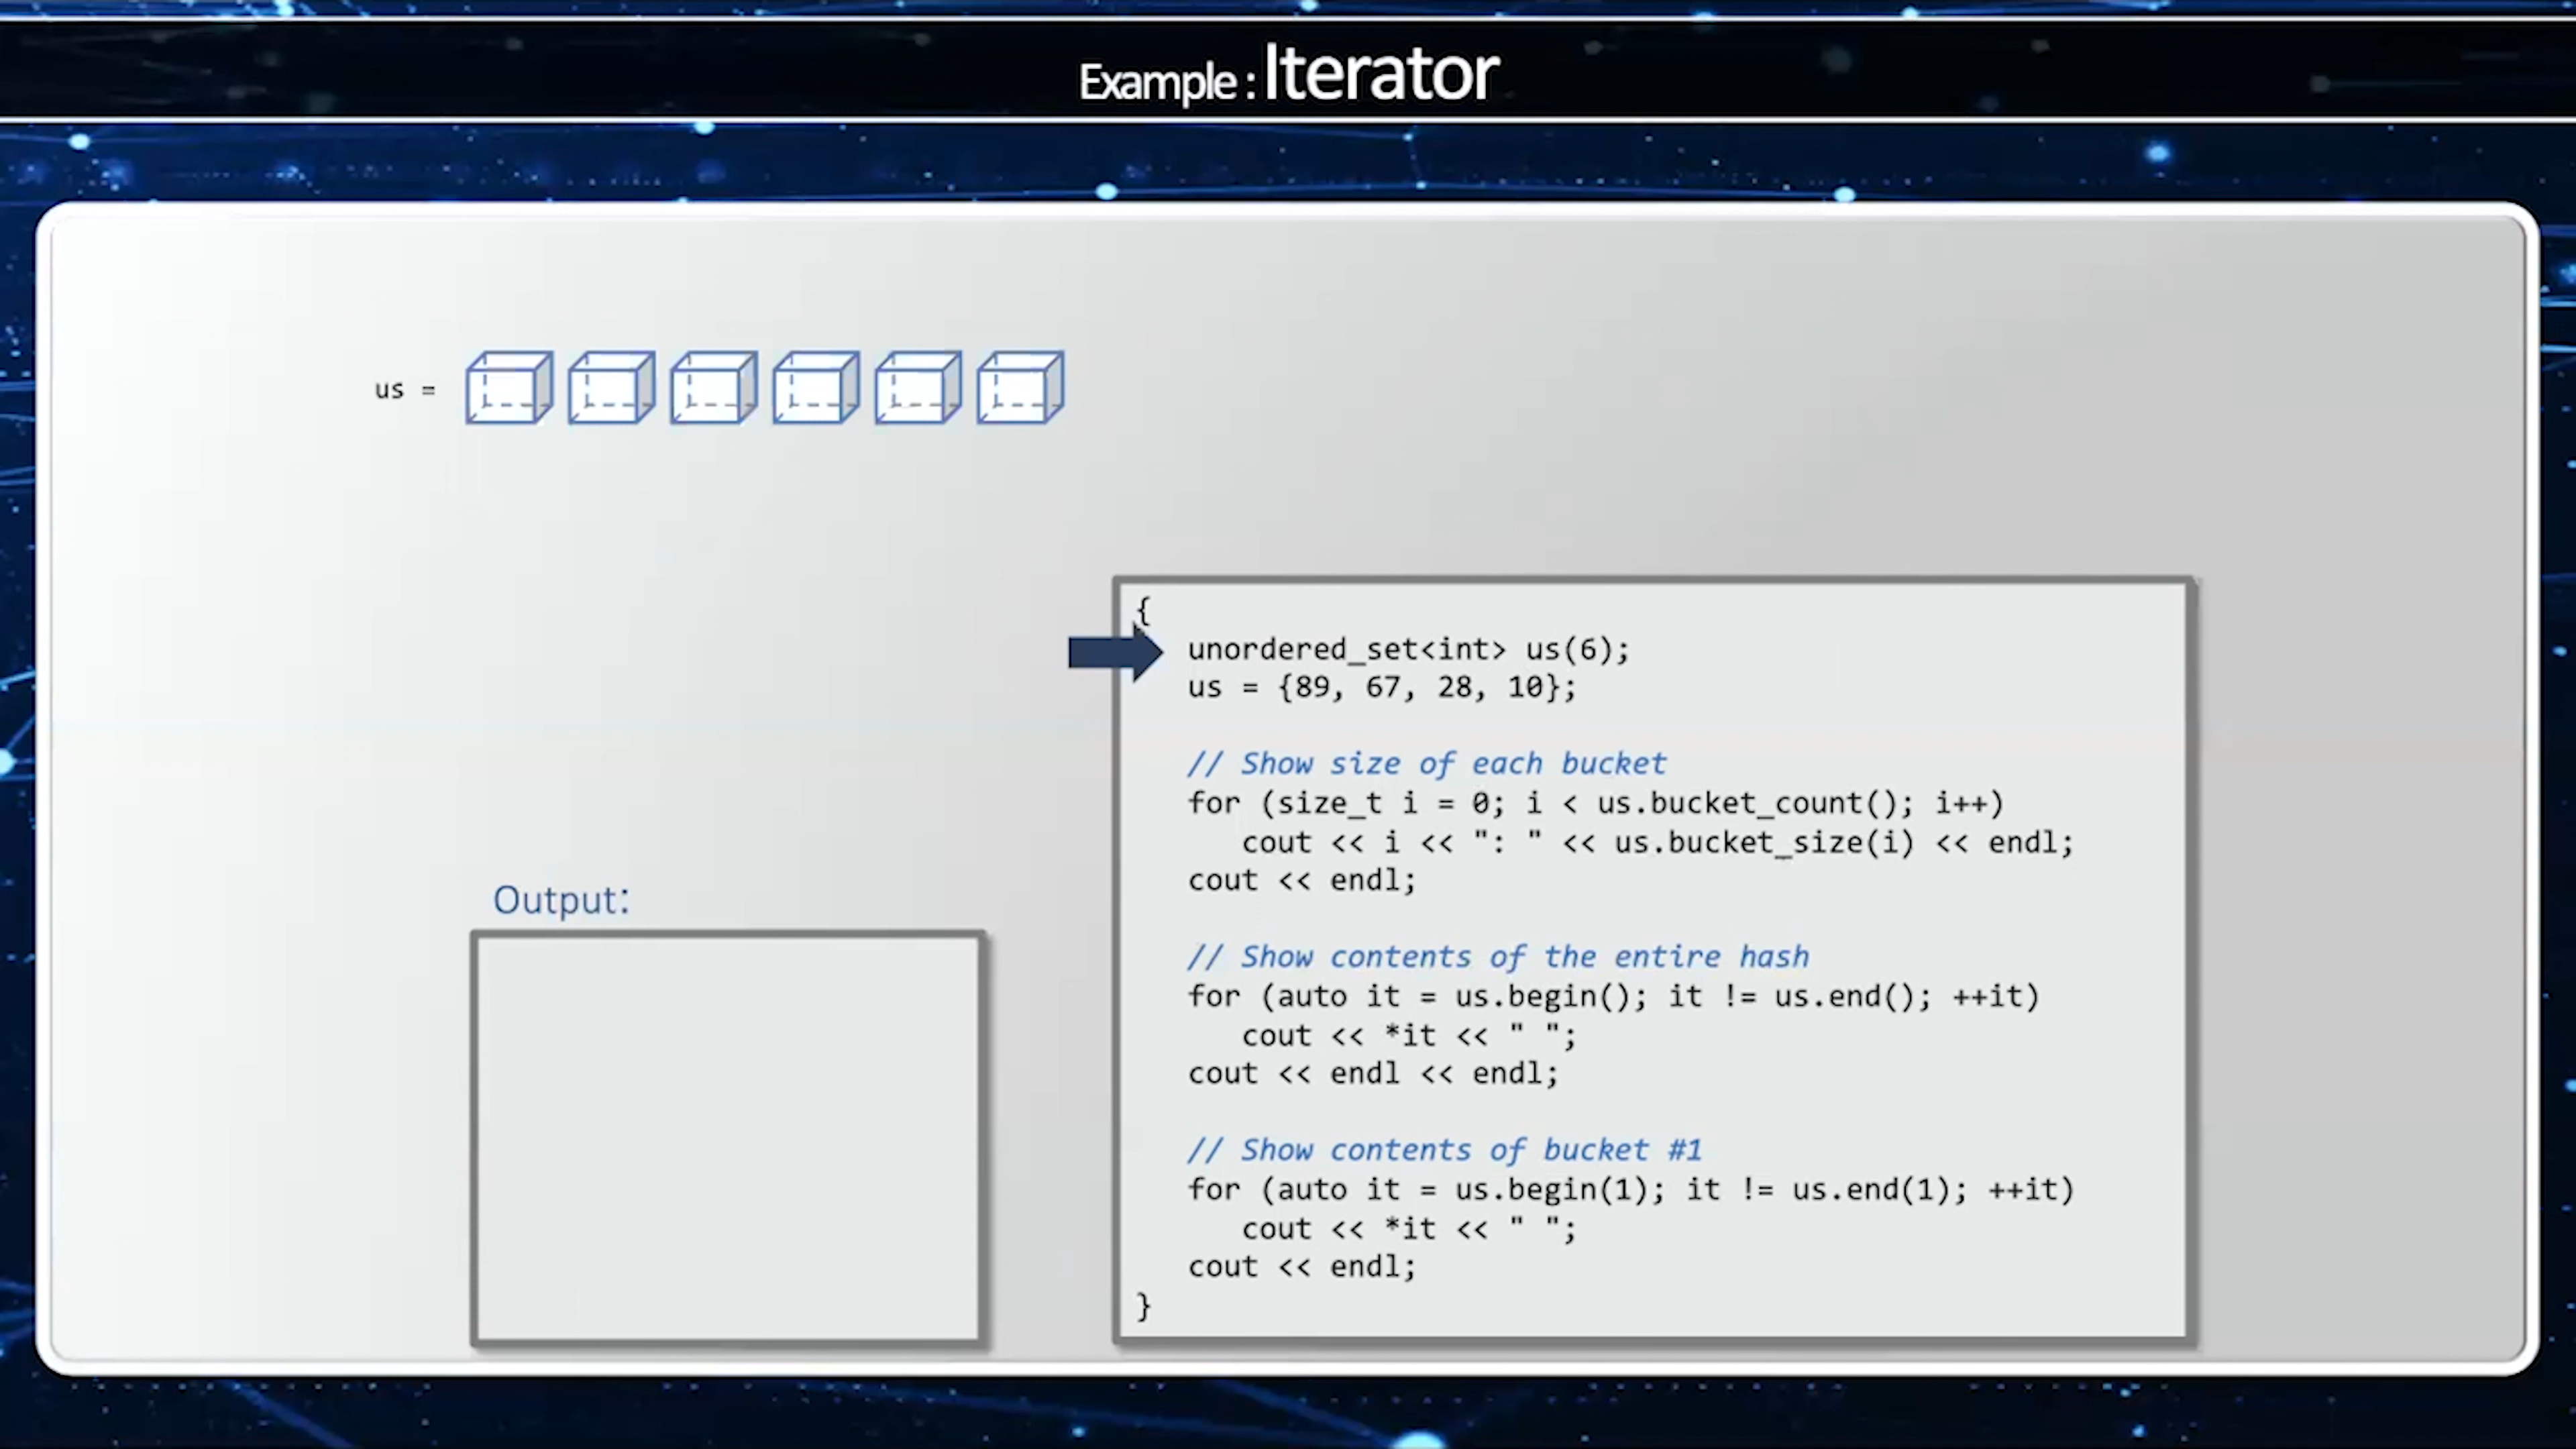 Example : Iterator
us =
{
unordered_set<int> us(6);
us = {89, 67, 28, 10};
// Show size of each bucket
for (size_t i = 0; i < us.bucket_count(); i++)
cout << i << ": " << us.bucket_size(i) << endl;
cout << endl;
// Show contents of the entire hash
for (auto it = us.begin(); it != us.end(); ++it)
cout << *it << " ";
cout << endl << endl;
// Show contents of bucket #1
for (auto it = us.begin(1); it != us.end(1); ++it)
cout << *it << " ";
cout << endl;
}
Output: